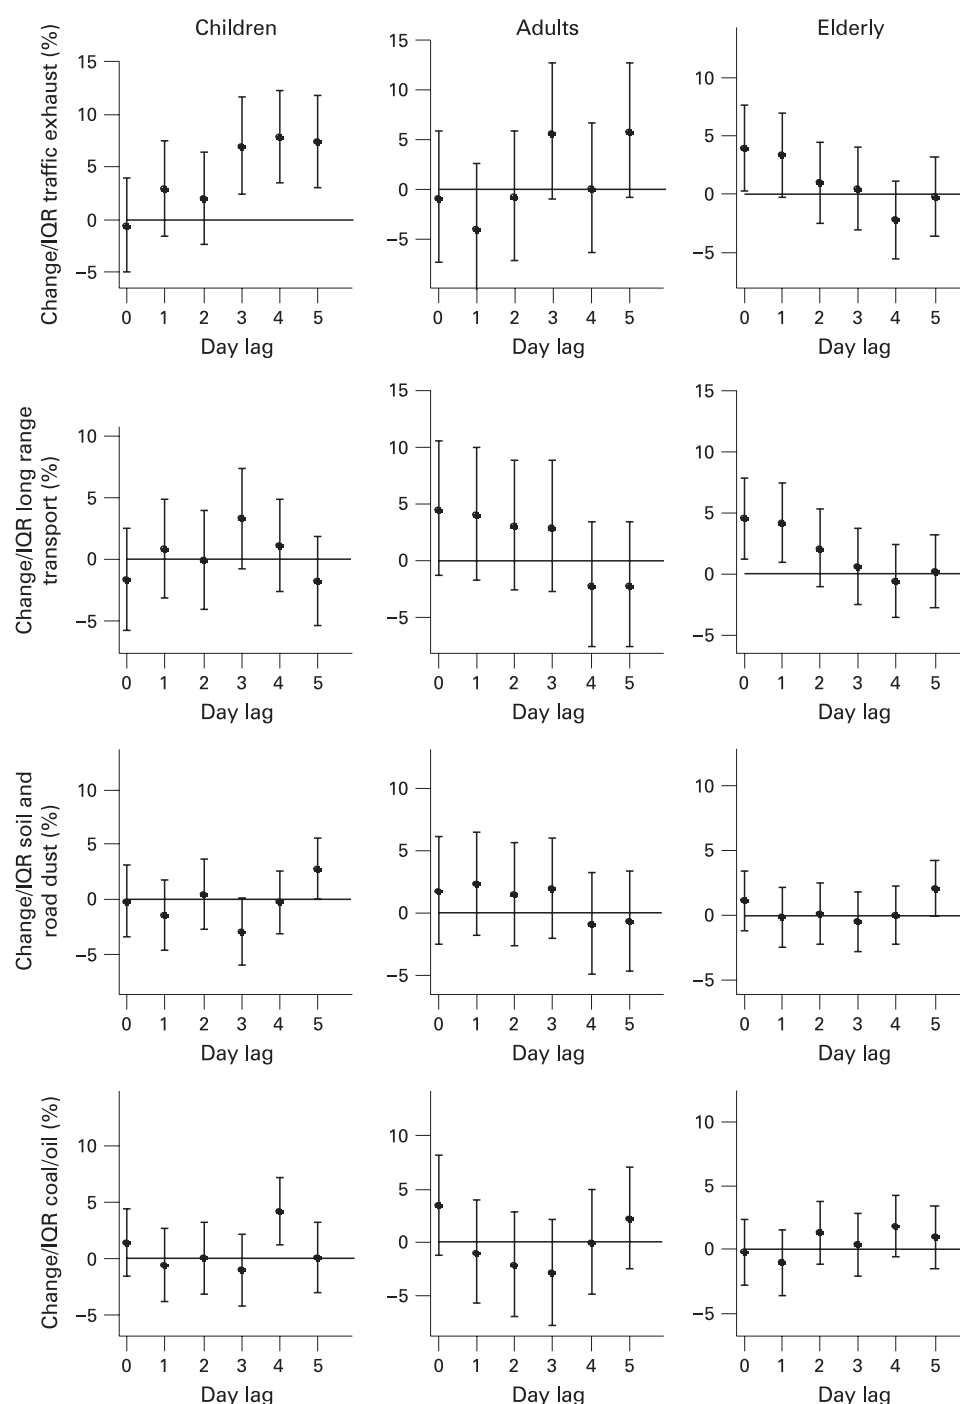 Children Adults Elderly
Change/IQR traffic exhaust (%)
15
10
5
0
−5
0 1 2 3 4 5
Day lag
15
10
5
0
−5
0 1 2 3 4 5
Day lag
10
5
0
−5
0 1 2 3 4 5
Day lag
Change/IQR long range
transport (%)
10
5
0
−5
0 1 2 3 4 5
Day lag
15
10
5
0
−5
0 1 2 3 4 5
Day lag
15
10
5
0
−5
0 1 2 3 4 5
Day lag
Change/IQR soil and
road dust (%)
10
5
0
−5
0 1 2 3 4 5
Day lag
10
5
0
−5
0 1 2 3 4 5
Day lag
10
5
0
−5
0 1 2 3 4 5
Day lag
Change/IQR coal/oil (%)
10
5
0
−5
0 1 2 3 4 5
Day lag
10
5
0
−5
0 1 2 3 4 5
Day lag
10
5
0
−5
0 1 2 3 4 5
Day lag